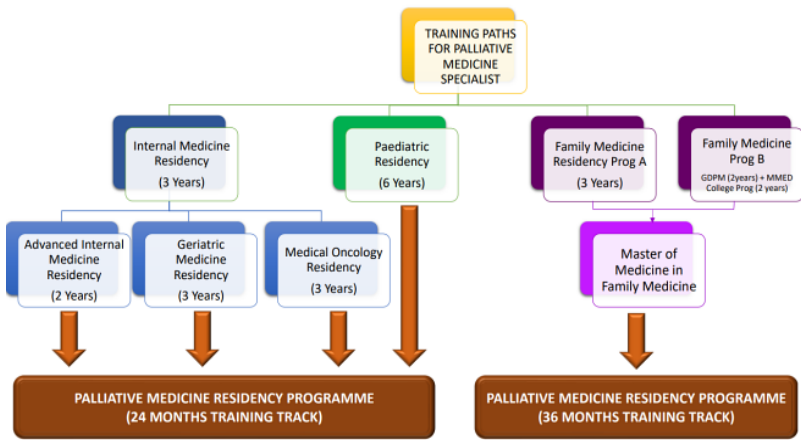 TRAINING PATHS
FOR PALLIATIVE
MEDICINE
SPECIALIST
Internal Medicine
Residency
(3 Years)
Paediatric
Residency
(6 Years)
Family Medicine
Residency Prog A
(3 Years)
Family Medicine
Prog B
GDPM (2years) + MMED
College Prog (2 years)
Advanced Internal
Medicine
Residency
(2 Years)
Geriatric
Medicine
Residency
(3 Years)
Medical Oncology
Residency
(3 Years)
Master of
Medicine in
Family Medicine
PALLIATIVE MEDICINE RESIDENCY PROGRAMME
(24 MONTHS TRAINING TRACK)
PALLIATIVE MEDICINE RESIDENCY PROGRAMME
(36 MONTHS TRAINING TRACK)